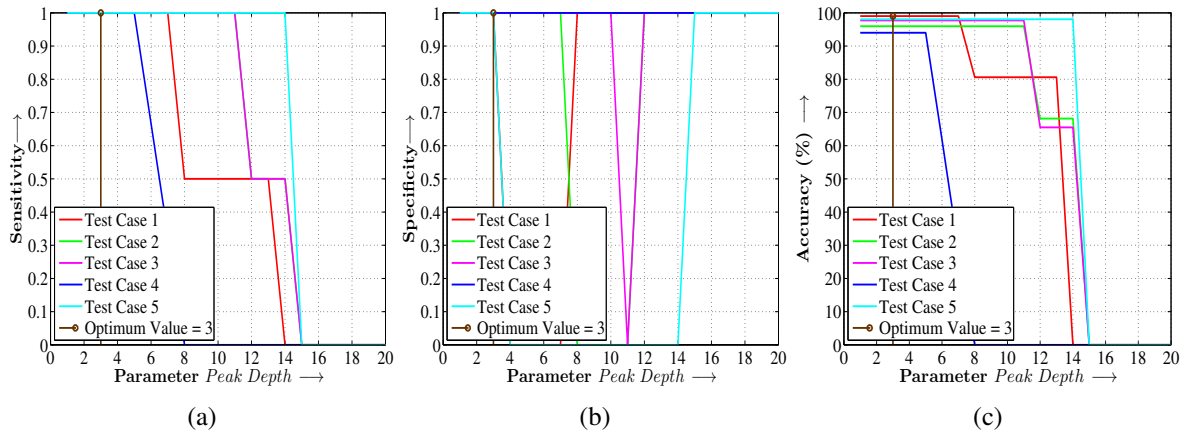 1
0.9
0.8
0.7
0.6
0.5
0.4
0.3
0.2
0.1
0
Sensitivity⟶
Test Case 1
Test Case 2
Test Case 3
Test Case 4
Test Case 5
Optimum Value = 3
0 2 4 6 8 10 12 14 16 18 20
Parameter Peak Depth ⟶
(a)
1
0.9
0.8
0.7
0.6
0.5
0.4
0.3
0.2
0.1
0
Specificity⟶
Test Case 1
Test Case 2
Test Case 3
Test Case 4
Test Case 5
Optimum Value = 3
0 2 4 6 8 10 12 14 16 18 20
Parameter Peak Depth ⟶
(b)
100
90
80
70
60
50
40
30
20
10
0
Accuracy (%) ⟶
Test Case 1
Test Case 2
Test Case 3
Test Case 4
Test Case 5
Optimum Value = 3
0 2 4 6 8 10 12 14 16 18 20
Parameter Peak Depth ⟶
(c)